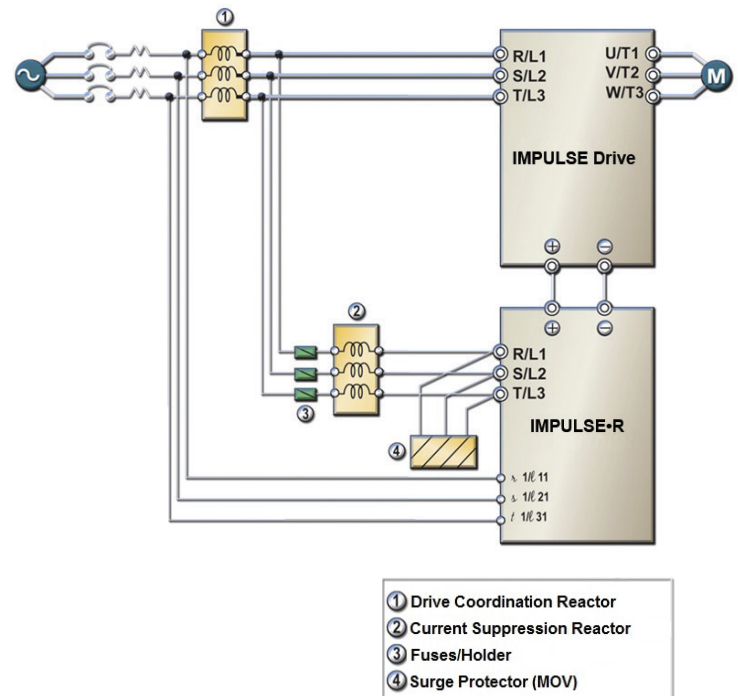 1
R/L1 U/T1
S/L2 V/T2
T/L3 W/T3
M
IMPULSE Drive
+ −
+ −
2
R/L1
S/L2
T/L3
3
IMPULSE•R
4
r 1/ℓ 11
s 1/ℓ 21
t 1/ℓ 31
1 Drive Coordination Reactor
2 Current Suppression Reactor
3 Fuses/Holder
4 Surge Protector (MOV)